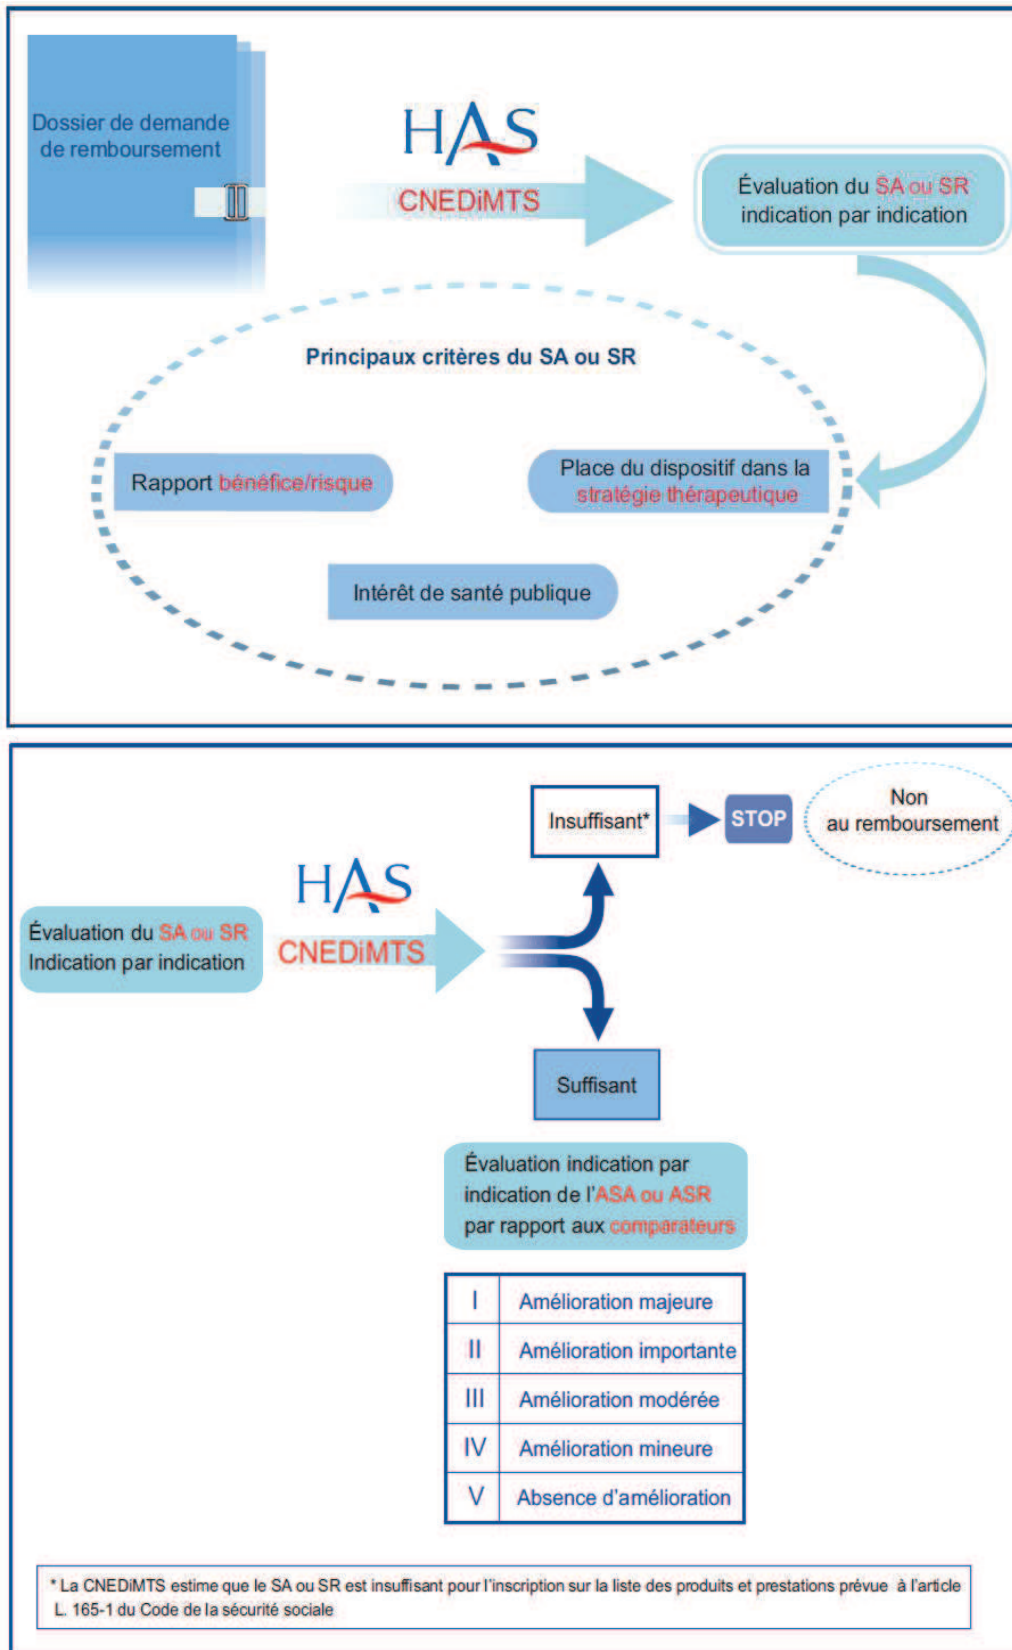 Dossier de demande
de remboursement
HAS
CNEDiMTS
Évaluation du SA ou SR
indication par indication
Principaux critères du SA ou SR
Rapport bénéfice/risque
Place du dispositif dans la
stratégie thérapeutique
Intérêt de santé publique
Insuffisant*
STOP
Non
au remboursement
HAS
CNEDiMTS
Évaluation du SA ou SR
Indication par indication
Suffisant
Évaluation indication par
indication de l'ASA ou ASR
par rapport aux comparateurs
I Amélioration majeure
II Amélioration importante
III Amélioration modérée
IV Amélioration mineure
V Absence d'amélioration
* La CNEDiMTS estime que le SA ou SR est insuffisant pour l'inscription sur la liste des produits et prestations prévue à l'article
L. 165-1 du Code de la sécurité sociale